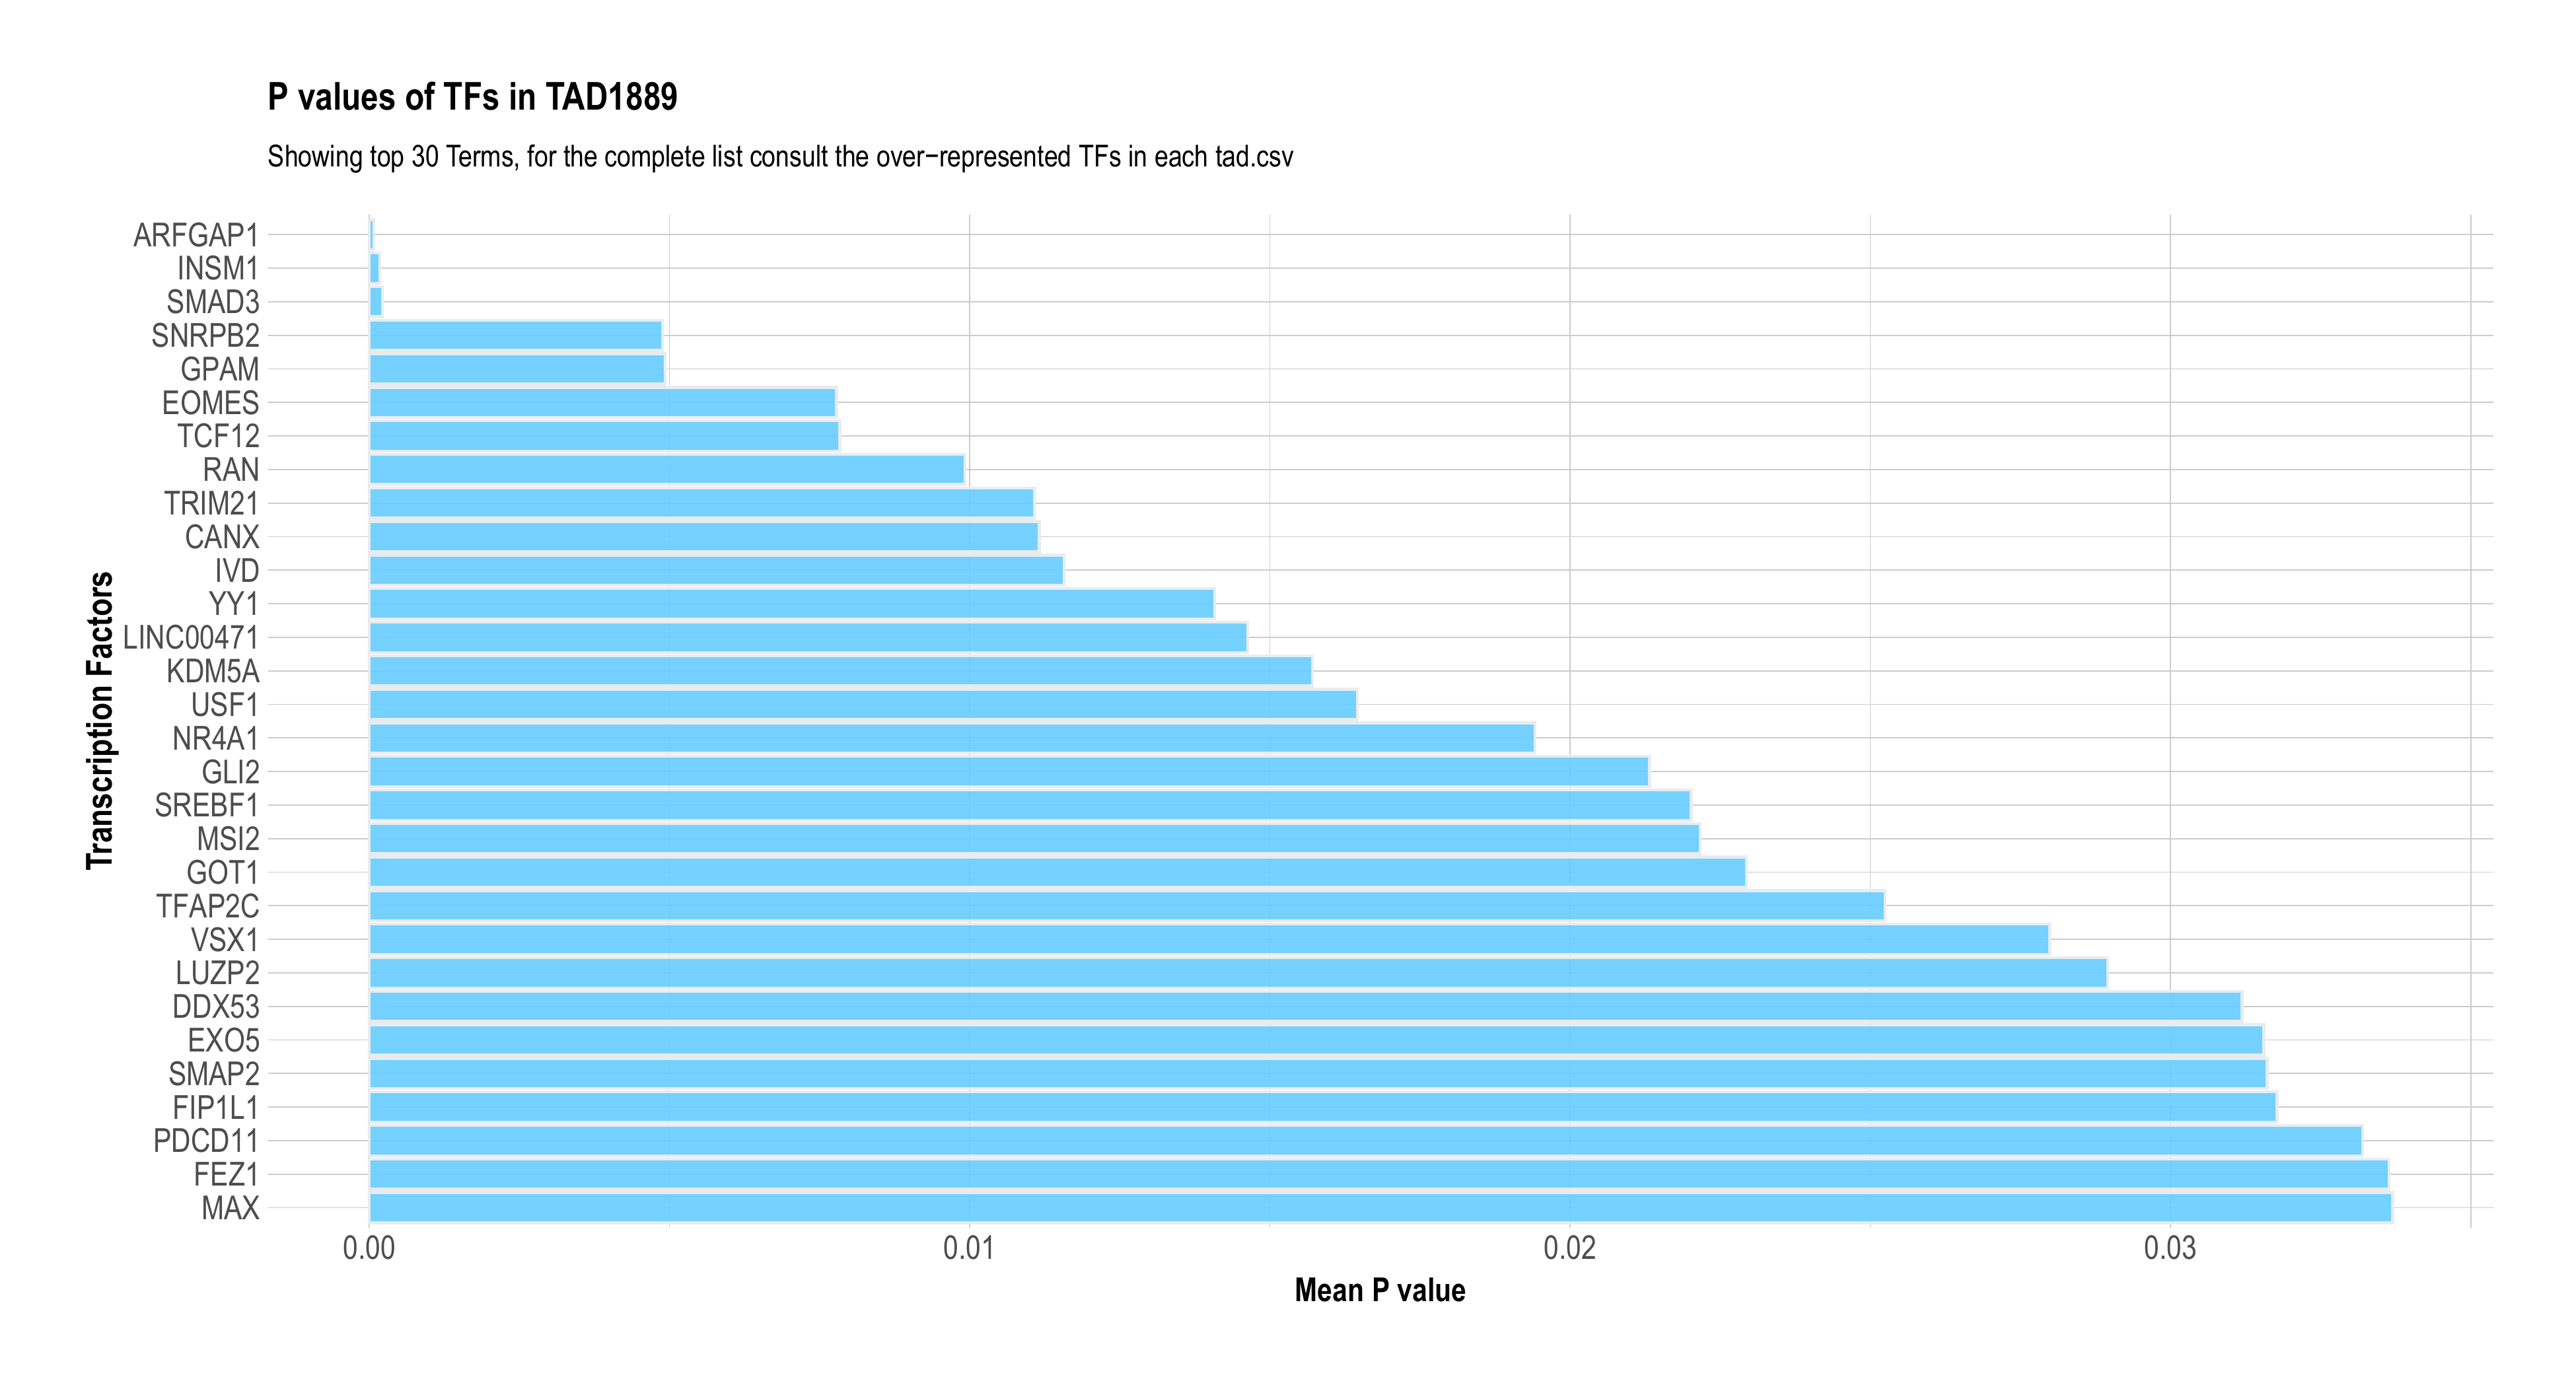 P values of TFs in TAD1889
Showing top 30 Terms, for the complete list consult the over−represented TFs in each tad.csv
Transcription Factors
ARFGAP1
INSM1
SMAD3
SNRPB2
GPAM
EOMES
TCF12
RAN
TRIM21
CANX
IVD
YY1
LINC00471
KDM5A
USF1
NR4A1
GLI2
SREBF1
MSI2
GOT1
TFAP2C
VSX1
LUZP2
DDX53
EXO5
SMAP2
FIP1L1
PDCD11
FEZ1
MAX
0.00 0.01 0.02 0.03
Mean P value